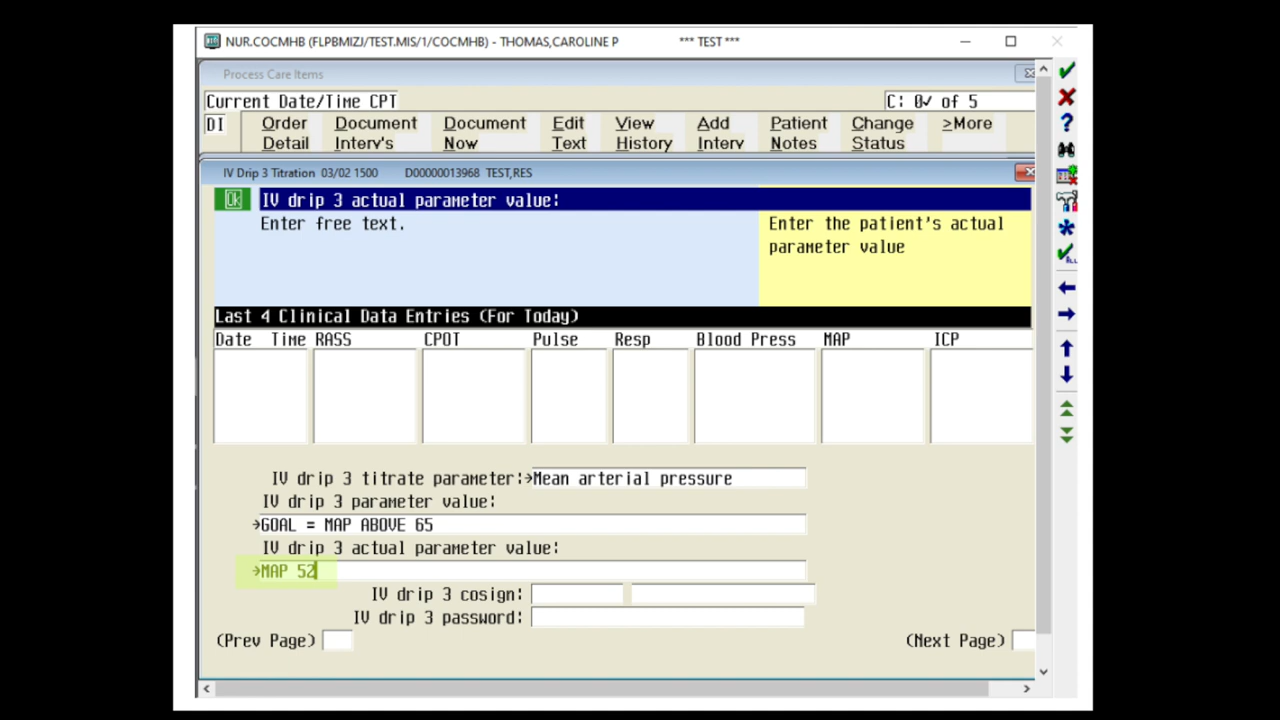 NUR.COCMHB (FLPBMIZJ/TEST.MIS/1/COCMHB) - THOMAS,CAROLINE P *** TEST ***
Process Care Items
Current Date/Time CPT C: 0✓ of 5
DI Order Detail Document Interv's Document Now Edit Text View History Add Interv Patient Notes Change Status >More
IV Drip 3 Titration 03/02 1500 D00000013968 TEST,RES
Ok IV drip 3 actual parameter value:
Enter free text.
Enter the patient's actual
parameter value
Last 4 Clinical Data Entries (For Today)
Date Time RASS CPOT Pulse Resp Blood Press MAP ICP
IV drip 3 titrate parameter:→Mean arterial pressure
IV drip 3 parameter value:
→GOAL = MAP ABOVE 65
IV drip 3 actual parameter value:
→MAP 52
IV drip 3 cosign:
IV drip 3 password:
(Prev Page) (Next Page)